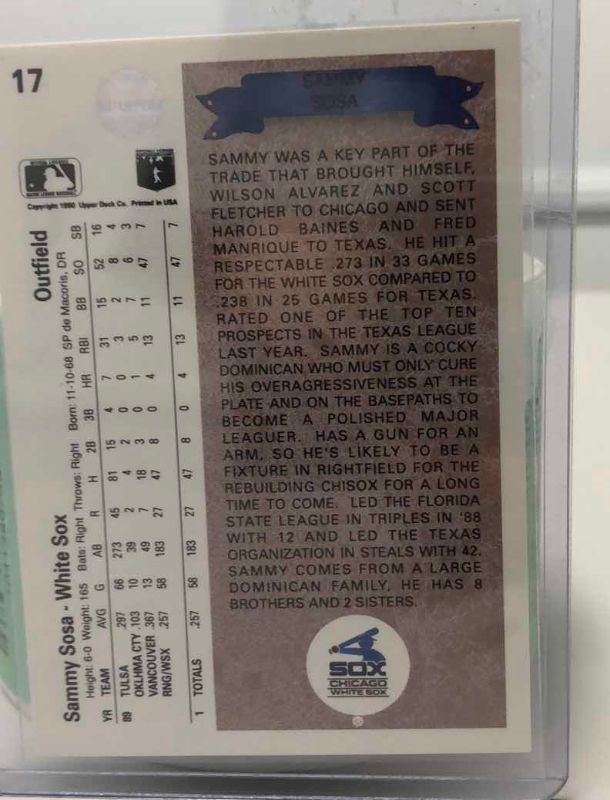 17
Sammy Sosa - White Sox Outfield
Height: 6-0 Weight: 165 Bats: Right Throws: Right Born: 11-10-68 SP de Macoris, DR
YR TEAM AVG G AB R H 2B 3B HR RBI BB SO SB
89 TULSA .297 66 273 45 81 15 4 7 31 15 52 16
OKLHMA CTY .103 10 39 2 4 2 0 0 3 2 8 4
VANCOUVER .367 13 49 7 18 3 0 1 5 7 6 3
RNG/WSX .257 58 183 27 47 8 0 4 13 11 47 7
1 TOTALS .257 58 183 27 47 8 0 4 13 11 47 7
Copyright 1990 Upper Deck Co. Printed in USA
SAMMY
SOSA
SAMMY WAS A KEY PART OF THE
TRADE THAT BROUGHT HIMSELF,
WILSON ALVAREZ AND SCOTT
FLETCHER TO CHICAGO AND SENT
HAROLD BAINES AND FRED
MANRIQUE TO TEXAS. HE HIT A
RESPECTABLE .273 IN 33 GAMES
FOR THE WHITE SOX COMPARED TO
.238 IN 25 GAMES FOR TEXAS.
RATED ONE OF THE TOP TEN
PROSPECTS IN THE TEXAS LEAGUE
LAST YEAR. SAMMY IS A COCKY
DOMINICAN WHO MUST ONLY CURE
HIS OVERAGRESSIVENESS AT THE
PLATE AND ON THE BASEPATHS TO
BECOME A POLISHED MAJOR
LEAGUER. HAS A GUN FOR AN
ARM, SO HE'S LIKELY TO BE A
FIXTURE IN RIGHTFIELD FOR THE
REBUILDING CHISOX FOR A LONG
TIME TO COME. LED THE FLORIDA
STATE LEAGUE IN TRIPLES IN '88
WITH 12 AND LED THE TEXAS
ORGANIZATION IN STEALS WITH 42.
SAMMY COMES FROM A LARGE
DOMINICAN FAMILY, HE HAS 8
BROTHERS AND 2 SISTERS.
SOX
CHICAGO
WHITE SOX
®